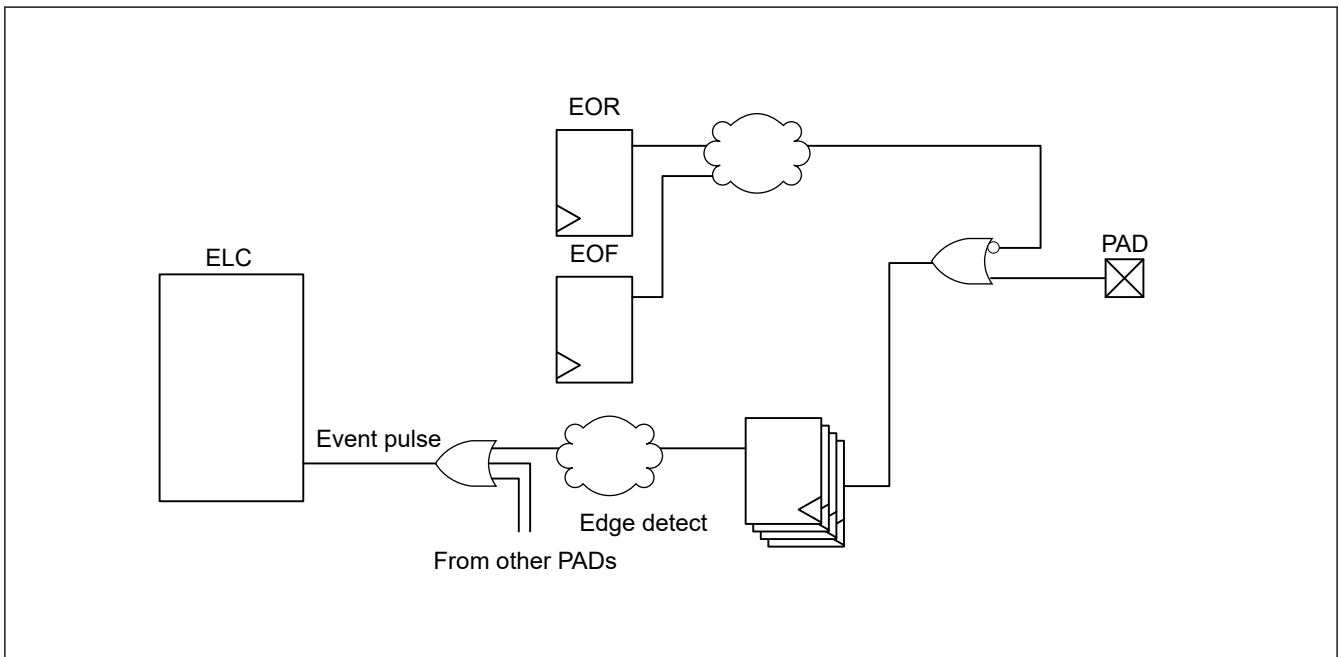 EOR
EOF
PAD
ELC
Event pulse
Edge detect
From other PADs